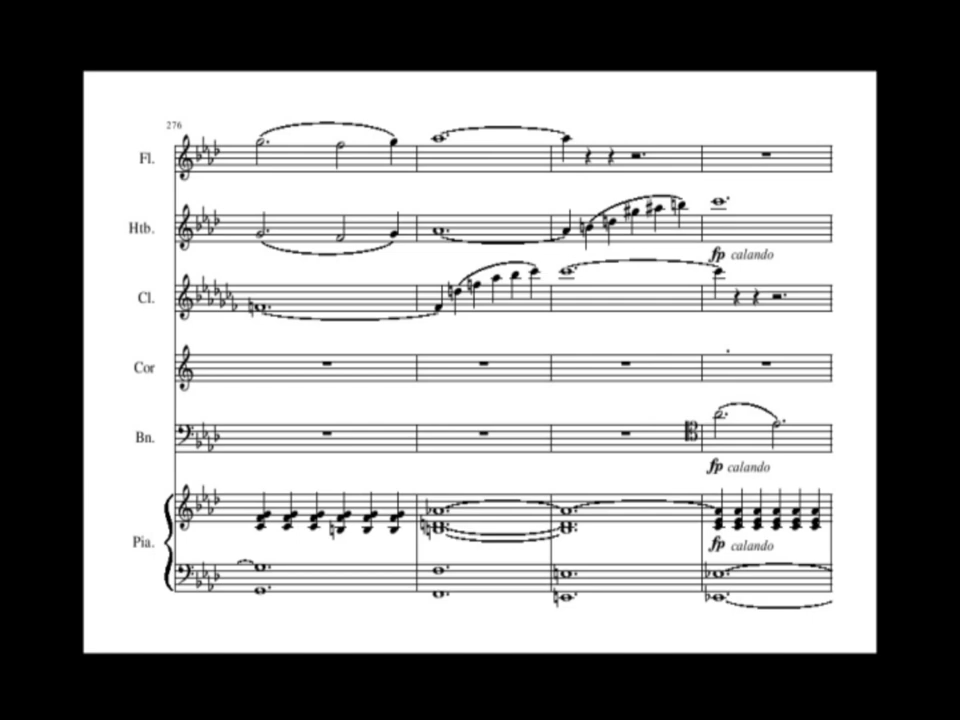 276
Fl.
Htb.
fp calando
Cl.
Cor
Bn.
fp calando
Pia.
fp calando